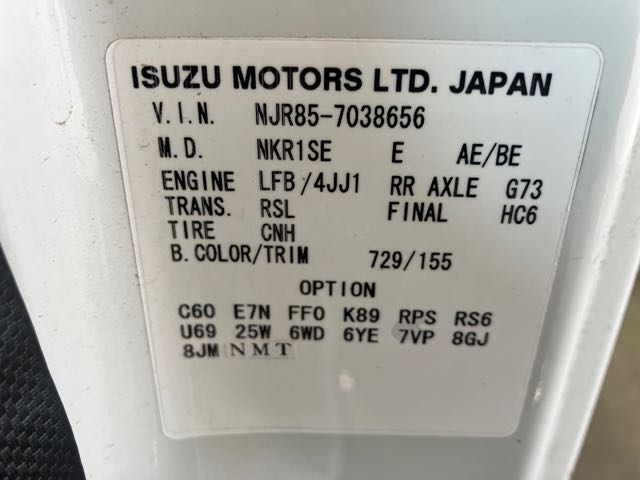 ISUZU MOTORS LTD. JAPAN
V.I.N. NJR85-7038656
M.D. NKR1SE E AE/BE
ENGINE LFB/4JJ1 RR AXLE G73
TRANS. RSL FINAL HC6
TIRE CNH
B.COLOR/TRIM 729/155
OPTION
C60 E7N FF0 K89 RPS RS6
U69 25W 6WD 6YE 7VP 8GJ
8JM NMT